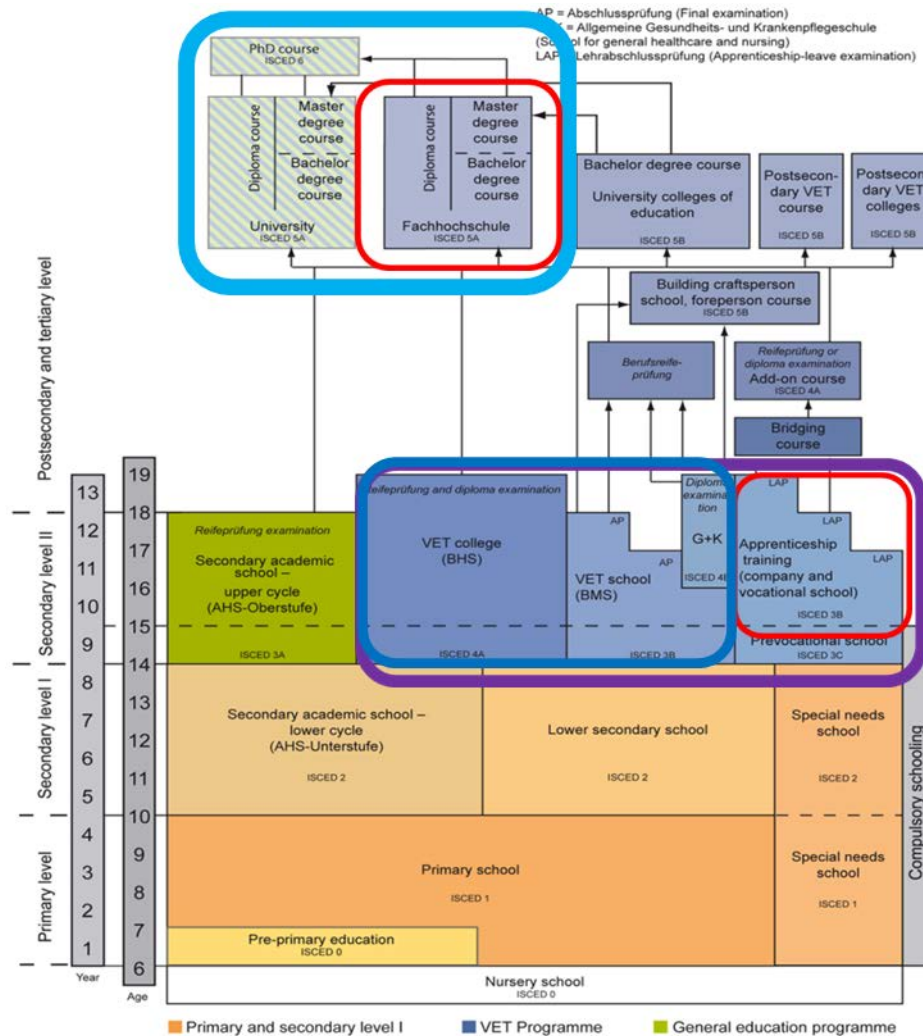 AP = Abschlussprüfung (Final examination)
= Allgemeine Gesundheits- und Krankenpflegeschule
(School for general healthcare and nursing)
LAP = Lehrabschlussprüfung (Apprenticeship-leave examination)
PhD course
ISCED 6
Diploma course
Master
degree
course
Bachelor
degree
course
University
ISCED 5A
Diploma course
Master
degree
course
Bachelor
degree
course
Fachhochschule
ISCED 5A
Bachelor degree course
University colleges of
education
ISCED 5B
Postsecon-
dary VET
course
ISCED 5B
Postsecon-
dary VET
colleges
ISCED 5B
Building craftsperson
school, foreperson course
ISCED 5B
Berufsreife-
prüfung
Reifeprüfung or
diploma examination
Add-on course
ISCED 4A
Bridging
course
Postsecondary and tertiary level
Secondary level II
Secondary level I
Primary level
13
12
11
10
9
8
7
6
5
4
3
2
1
Year
19
18
17
16
15
14
13
12
11
10
9
8
7
6
Age
Reifeprüfung examination
Secondary academic
school –
upper cycle
(AHS-Oberstufe)
ISCED 3A
Reifeprüfung and diploma examination
VET college
(BHS)
ISCED 4A
AP
AP
VET school
(BMS)
ISCED 3B
Diploma
examina-
tion
G+K
LAP
LAP
LAP
Apprenticeship
training
(company and
vocational school)
ISCED 3B
Prevocational school
ISCED 3C
Secondary academic school –
lower cycle
(AHS-Unterstufe)
ISCED 2
Lower secondary school
ISCED 2
Special needs
school
ISCED 2
Primary school
ISCED 1
Special needs
school
ISCED 1
Pre-primary education
ISCED 0
Nursery school
ISCED 0
Compulsory schooling
Primary and secondary level I
VET Programme
General education programme